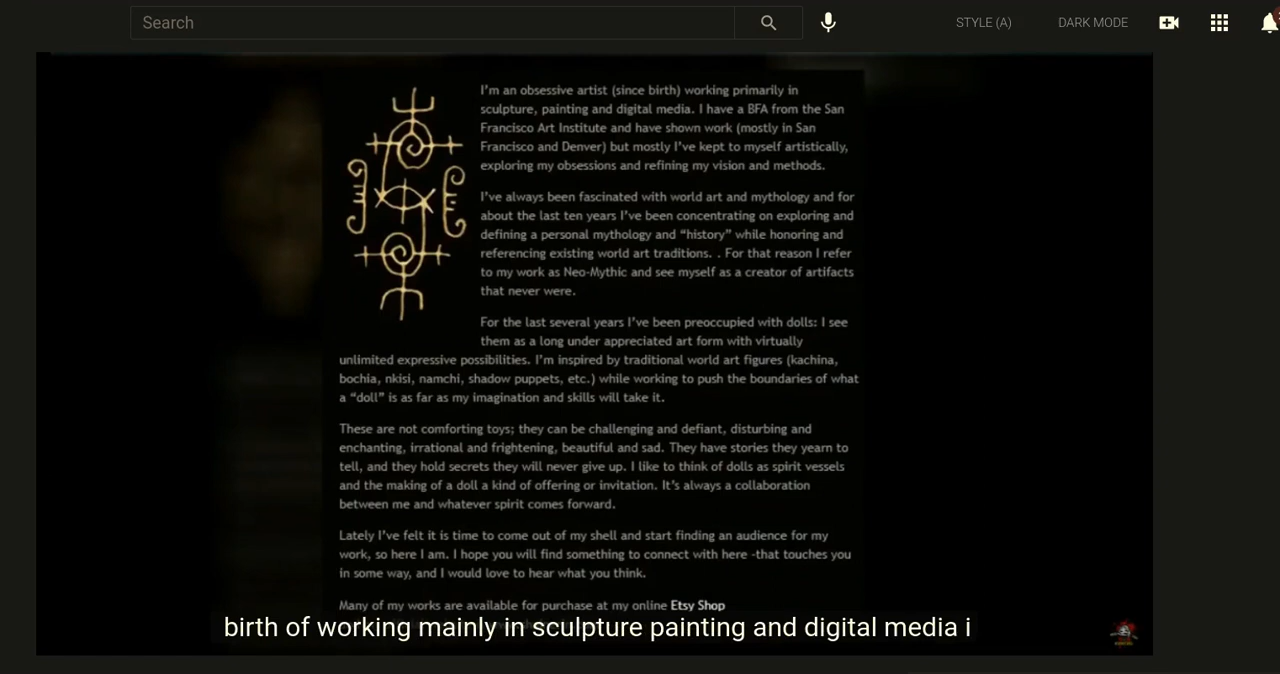 Search
STYLE (A)
DARK MODE
I'm an obsessive artist (since birth) working primarily in
sculpture, painting and digital media. I have a BFA from the San
Francisco Art Institute and have shown work (mostly in San
Francisco and Denver) but mostly I've kept to myself artistically,
exploring my obsessions and refining my vision and methods.
I've always been fascinated with world art and mythology and for
about the last ten years I've been concentrating on exploring and
defining a personal mythology and “history” while honoring and
referencing existing world art traditions. . For that reason I refer
to my work as Neo-Mythic and see myself as a creator of artifacts
that never were.
For the last several years I've been preoccupied with dolls: I see
them as a long under appreciated art form with virtually
unlimited expressive possibilities. I'm inspired by traditional world art figures (kachina,
bochia, nkisi, namchi, shadow puppets, etc.) while working to push the boundaries of what
a “doll” is as far as my imagination and skills will take it.
These are not comforting toys; they can be challenging and defiant, disturbing and
enchanting, irrational and frightening, beautiful and sad. They have stories they yearn to
tell, and they hold secrets they will never give up. I like to think of dolls as spirit vessels
and the making of a doll a kind of offering or invitation. It's always a collaboration
between me and whatever spirit comes forward.
Lately I've felt it is time to come out of my shell and start finding an audience for my
work, so here I am. I hope you will find something to connect with here -that touches you
in some way, and I would love to hear what you think.
Many of my works are available for purchase at my online Etsy Shop
birth of working mainly in sculpture painting and digital media i